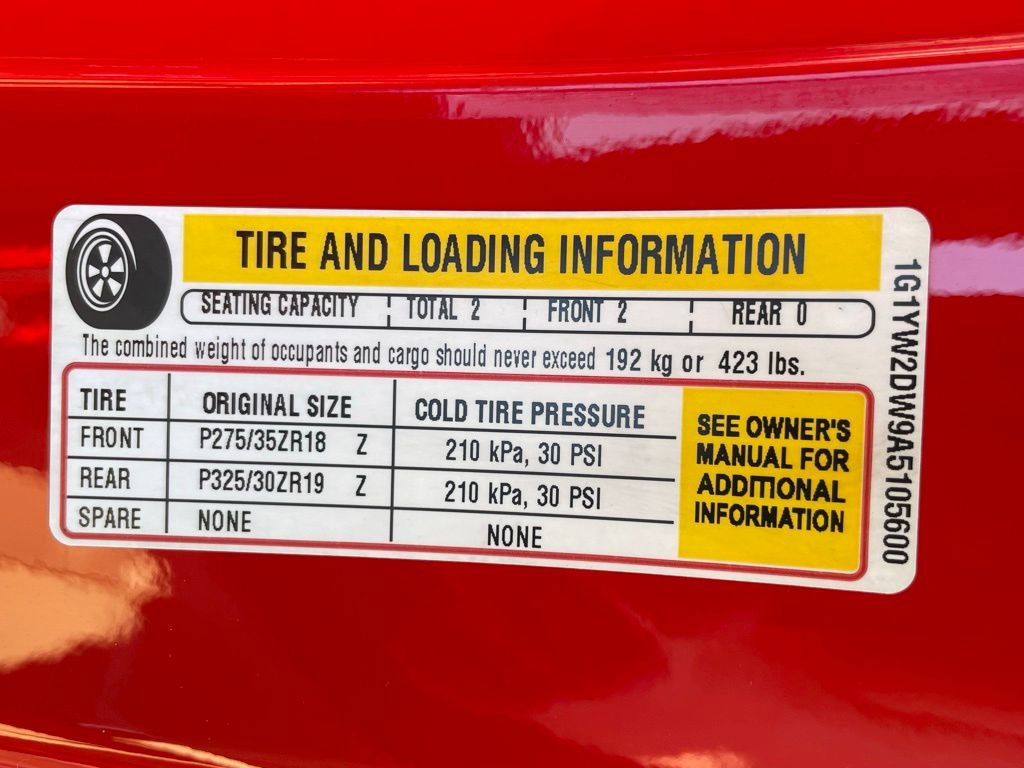 TIRE AND LOADING INFORMATION
SEATING CAPACITY TOTAL 2 FRONT 2 REAR 0
The combined weight of occupants and cargo should never exceed 192 kg or 423 lbs.
TIRE ORIGINAL SIZE COLD TIRE PRESSURE
FRONT P275/35ZR18 Z 210 kPa, 30 PSI
REAR P325/30ZR19 Z 210 kPa, 30 PSI
SPARE NONE NONE
SEE OWNER'S
MANUAL FOR
ADDITIONAL
INFORMATION
1G1YW2DW9A5105600